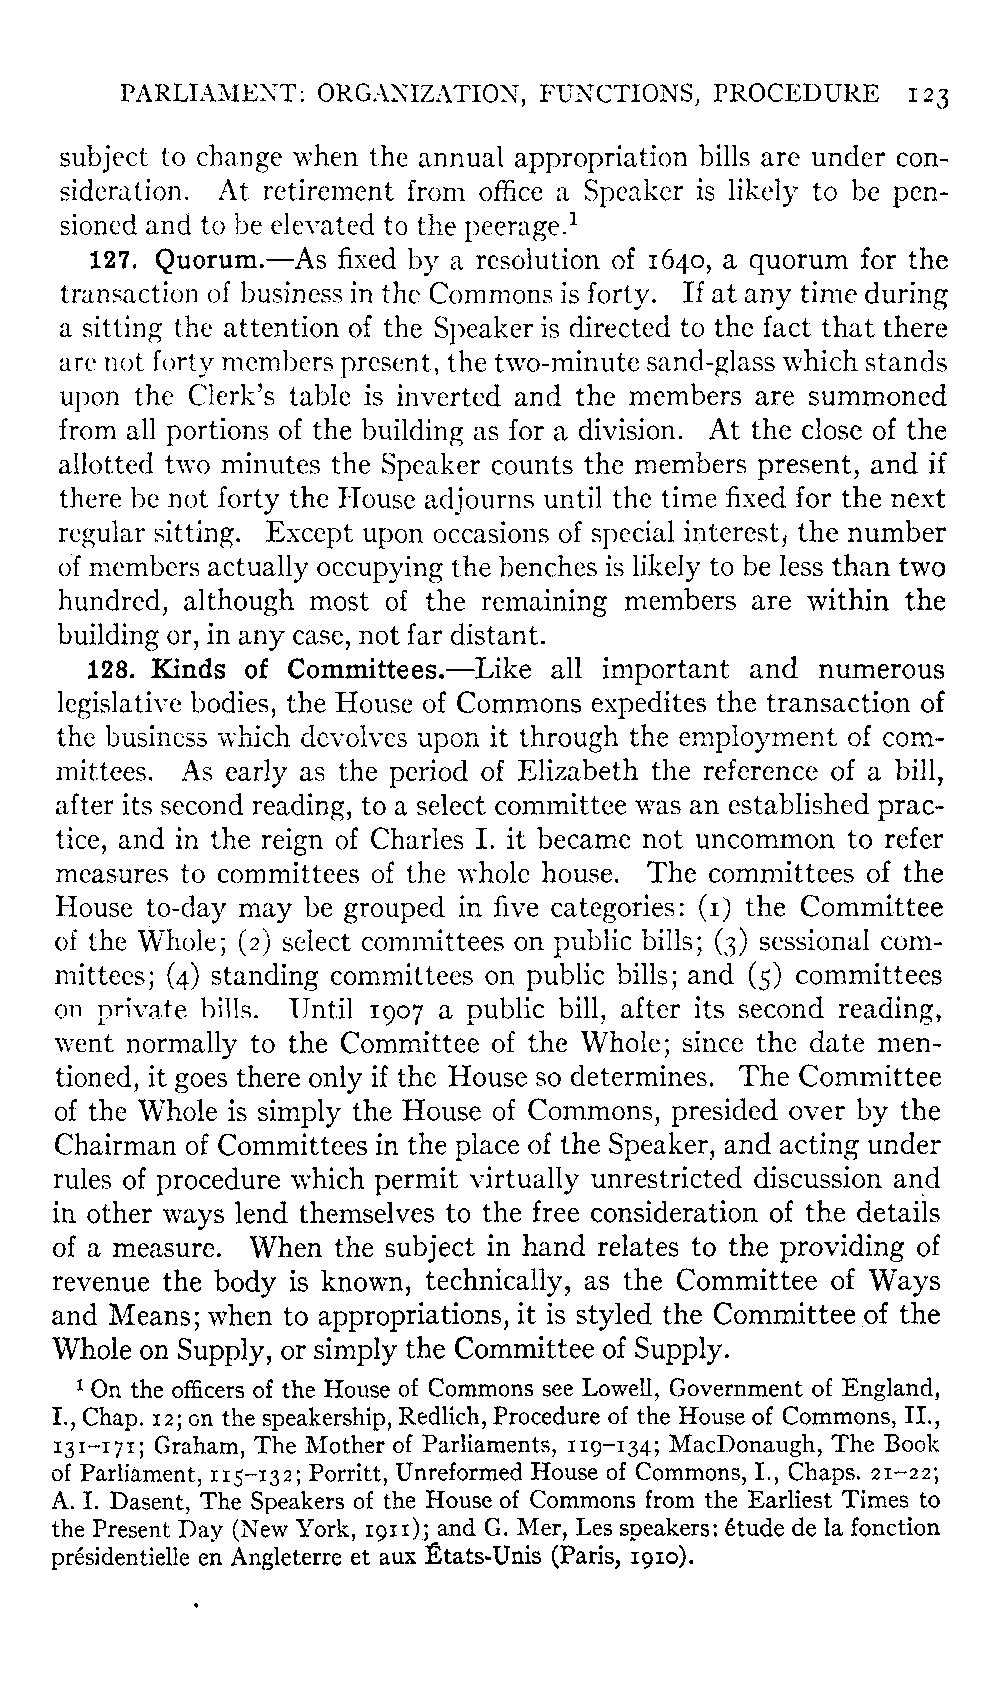 PARLIAMENT: ORGANIZATION, FUNCTIONS, PROCEDURE 123
subject to change when the annual appropriation bills are under con-
sideration. At retirement from office a Speaker is likely to be pen-
sioned and to be elevated to the peerage.¹
127. Quorum.—As fixed by a resolution of 1640, a quorum for the
transaction of business in the Commons is forty. If at any time during
a sitting the attention of the Speaker is directed to the fact that there
are not forty members present, the two-minute sand-glass which stands
upon the Clerk's table is inverted and the members are summoned
from all portions of the building as for a division. At the close of the
allotted two minutes the Speaker counts the members present, and if
there be not forty the House adjourns until the time fixed for the next
regular sitting. Except upon occasions of special interest, the number
of members actually occupying the benches is likely to be less than two
hundred, although most of the remaining members are within the
building or, in any case, not far distant.
128. Kinds of Committees.—Like all important and numerous
legislative bodies, the House of Commons expedites the transaction of
the business which devolves upon it through the employment of com-
mittees. As early as the period of Elizabeth the reference of a bill,
after its second reading, to a select committee was an established prac-
tice, and in the reign of Charles I. it became not uncommon to refer
measures to committees of the whole house. The committees of the
House to-day may be grouped in five categories: (1) the Committee
of the Whole; (2) select committees on public bills; (3) sessional com-
mittees; (4) standing committees on public bills; and (5) committees
on private bills. Until 1907 a public bill, after its second reading,
went normally to the Committee of the Whole; since the date men-
tioned, it goes there only if the House so determines. The Committee
of the Whole is simply the House of Commons, presided over by the
Chairman of Committees in the place of the Speaker, and acting under
rules of procedure which permit virtually unrestricted discussion and
in other ways lend themselves to the free consideration of the details
of a measure. When the subject in hand relates to the providing of
revenue the body is known, technically, as the Committee of Ways
and Means; when to appropriations, it is styled the Committee of the
Whole on Supply, or simply the Committee of Supply.
¹ On the officers of the House of Commons see Lowell, Government of England,
I., Chap. 12; on the speakership, Redlich, Procedure of the House of Commons, II.,
131–171; Graham, The Mother of Parliaments, 119–134; MacDonaugh, The Book
of Parliament, 115–132; Porritt, Unreformed House of Commons, I., Chaps. 21–22;
A. I. Dasent, The Speakers of the House of Commons from the Earliest Times to
the Present Day (New York, 1911); and G. Mer, Les speakers: étude de la fonction
présidentielle en Angleterre et aux États-Unis (Paris, 1910).